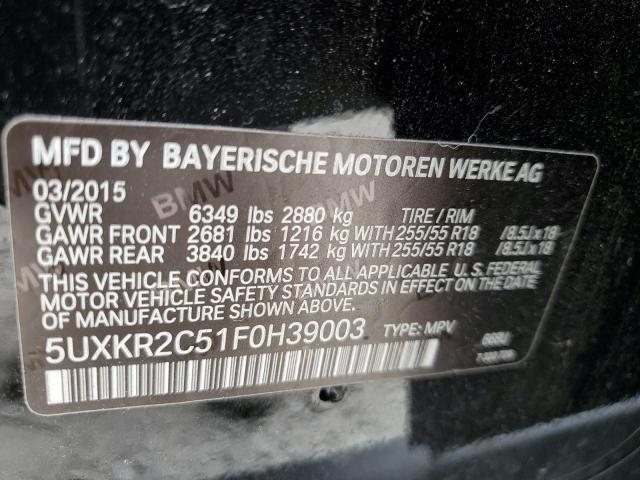 MFD BY BAYERISCHE MOTOREN WERKE AG
03/2015
GVWR 6349 lbs 2880 kg TIRE / RIM
GAWR FRONT 2681 lbs 1216 kg WITH 255/55 R18 /8.5Jx18
GAWR REAR 3840 lbs 1742 kg WITH 255/55 R18 /8.5Jx18
THIS VEHICLE CONFORMS TO ALL APPLICABLE U. S. FEDERAL
MOTOR VEHICLE SAFETY STANDARDS IN EFFECT ON THE DATE
OF MANUFACTURE SHOWN ABOVE.
5UXKR2C51F0H39003 TYPE: MPV